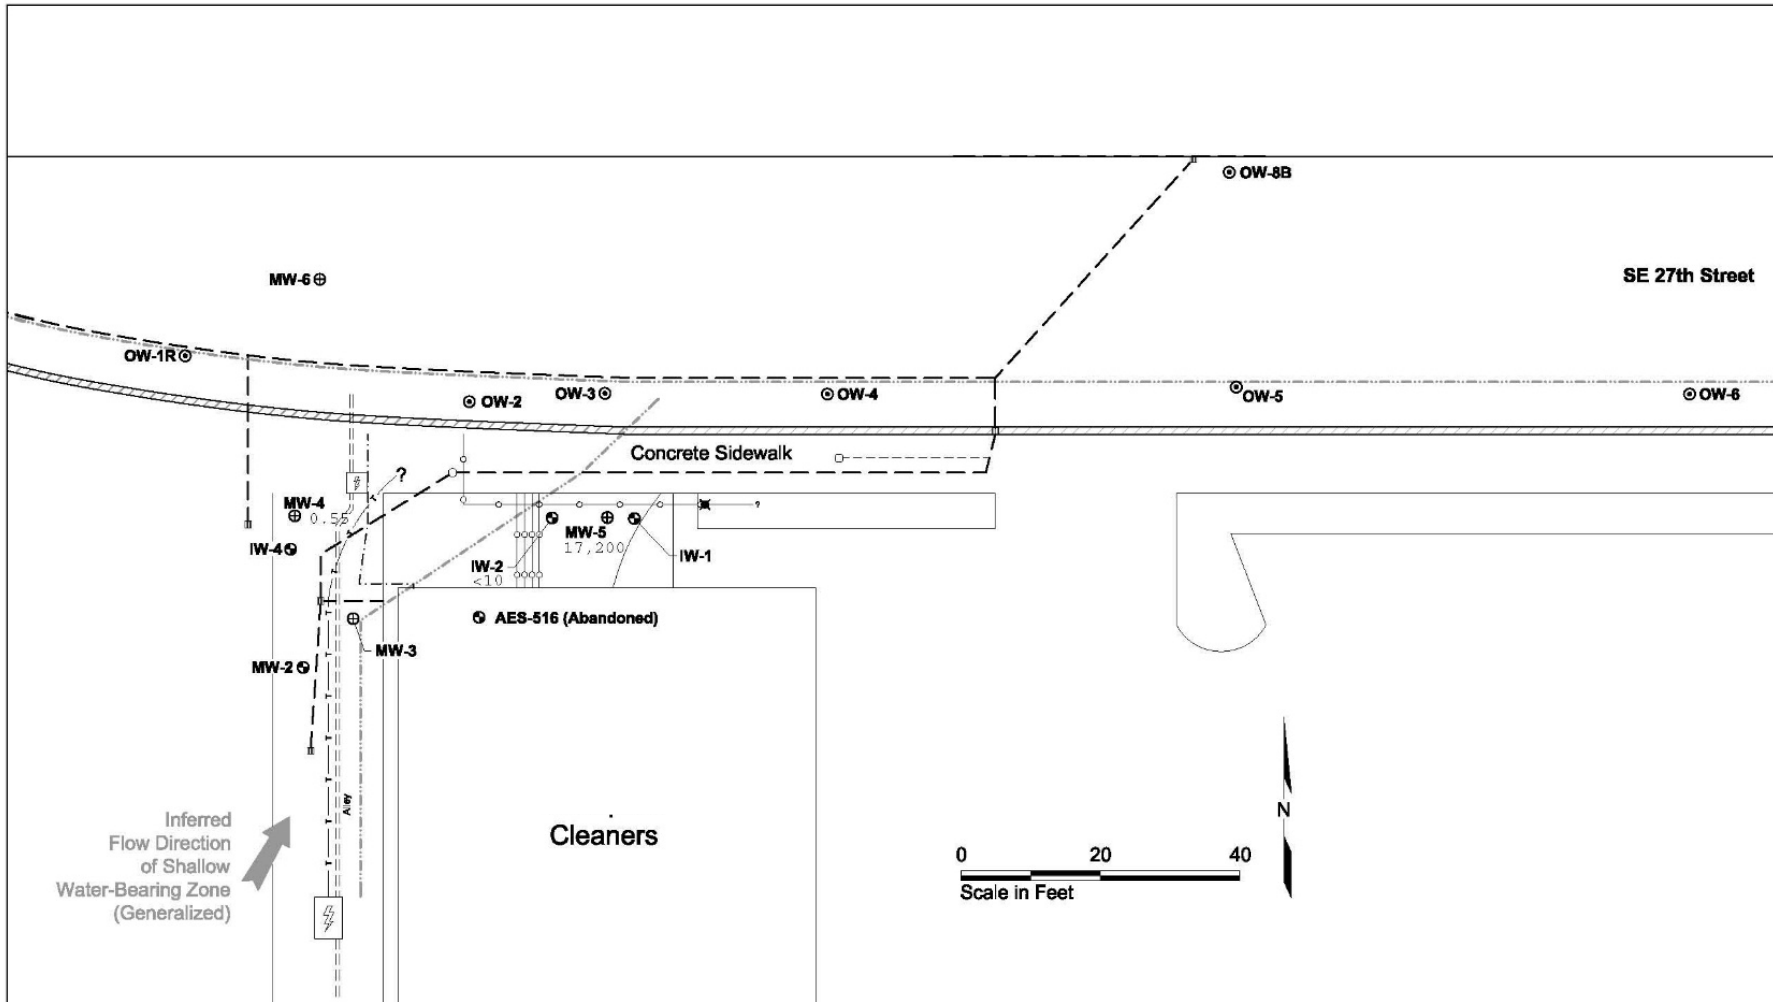 OW-8B
SE 27th Street
MW-6
OW-1R
OW-2
OW-3
OW-4
OW-5
OW-6
Concrete Sidewalk
?
MW-4
0.55
?
IW-4
MW-5
17,200
IW-1
IW-2
<10
AES-516 (Abandoned)
MW-3
MW-2
Alley
Inferred
Flow Direction
of Shallow
Water-Bearing Zone
(Generalized)
Cleaners
N
0 20 40
Scale in Feet